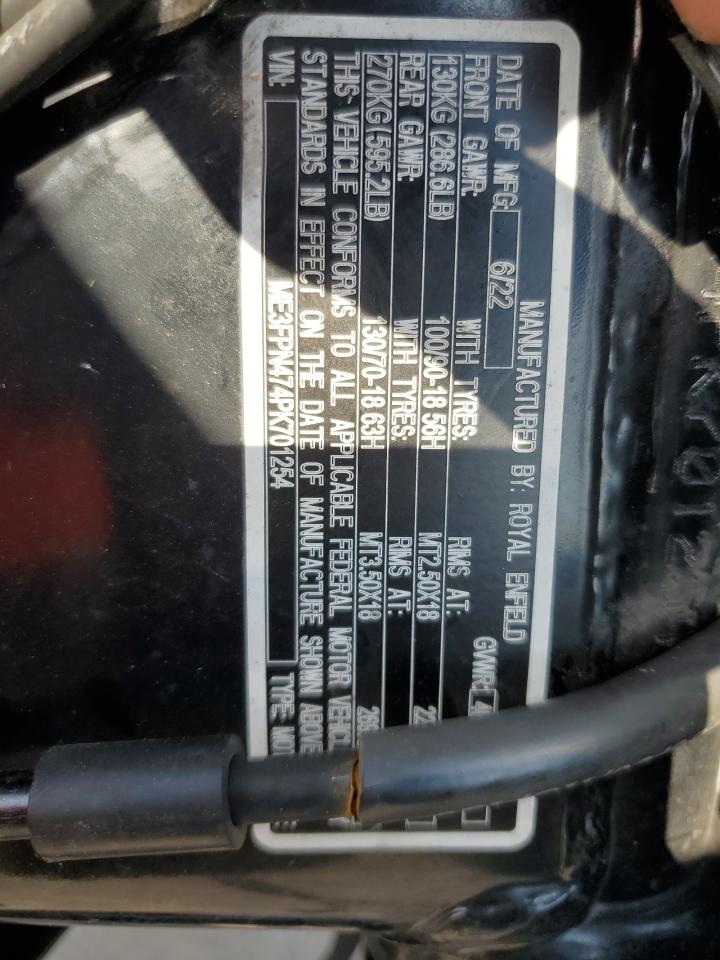 MANUFACTURED BY: ROYAL ENFIELD
DATE OF MFG: 6/22 GVWR:
FRONT GAWR: WITH TYRES: RIMS AT:
130KG (286.6LB) 100/90-18 56H MT2.50X18
REAR GAWR: WITH TYRES: RIMS AT:
270KG (595.2LB) 130/70-18 63H MT3.50X18
THIS VEHICLE CONFORMS TO ALL APPLICABLE FEDERAL MOTOR VEHICLE
STANDARDS IN EFFECT ON THE DATE OF MANUFACTURE SHOWN ABOVE
VIN: ME3FPN474PK701254 TYPE: